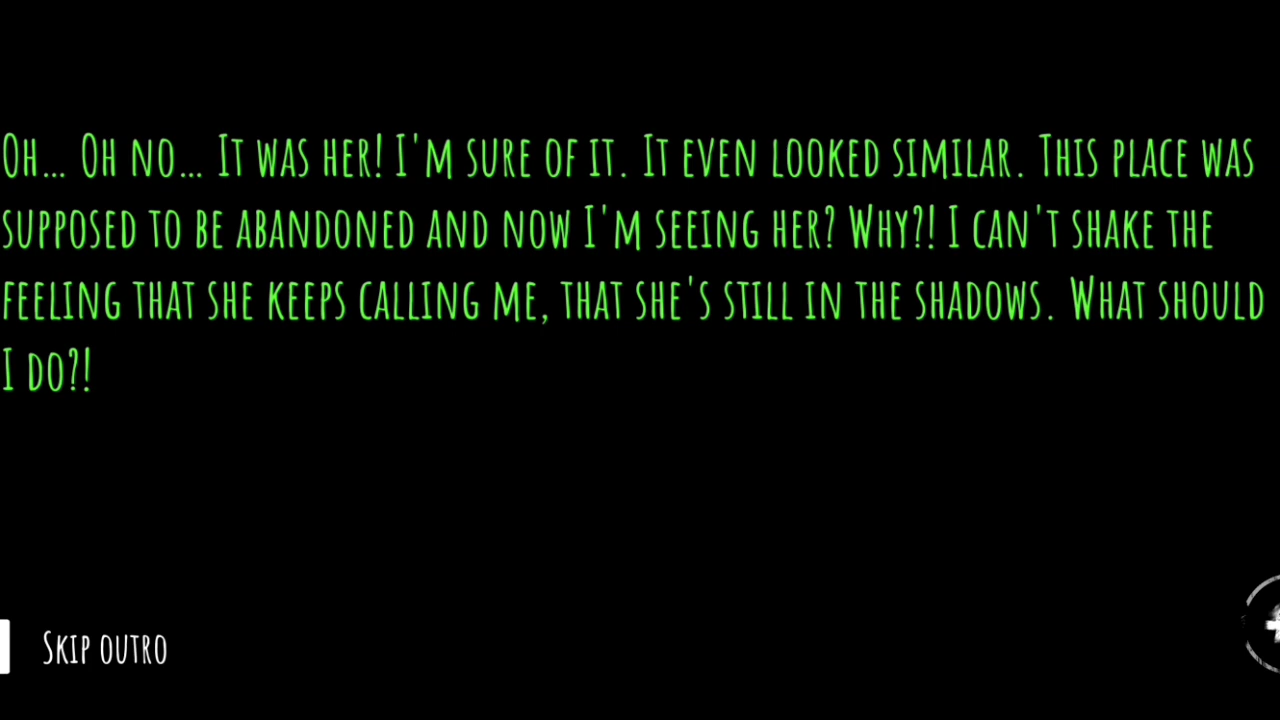 Oh... Oh no... It was her! I'm sure of it. It even looked similar. This place was
supposed to be abandoned and now I'm seeing her? Why?! I can't shake the
feeling that she keeps calling me, that she's still in the shadows. What should
I do?!
Skip outro